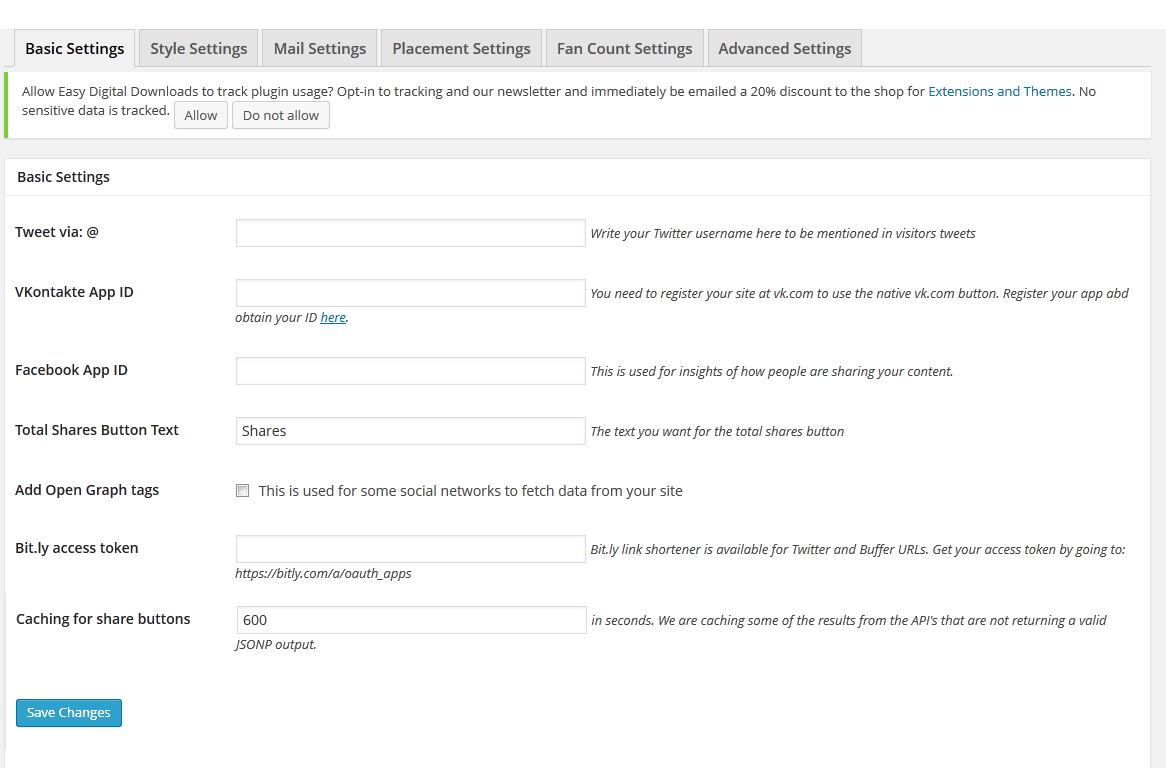 Basic Settings Style Settings Mail Settings Placement Settings Fan Count Settings Advanced Settings
Allow Easy Digital Downloads to track plugin usage? Opt-in to tracking and our newsletter and immediately be emailed a 20% discount to the shop for Extensions and Themes. No
sensitive data is tracked. Allow Do not allow
Basic Settings
Tweet via: @ Write your Twitter username here to be mentioned in visitors tweets
VKontakte App ID You need to register your site at vk.com to use the native vk.com button. Register your app abd
obtain your ID here.
Facebook App ID This is used for insights of how people are sharing your content.
Total Shares Button Text Shares The text you want for the total shares button
Add Open Graph tags This is used for some social networks to fetch data from your site
Bit.ly access token Bit.ly link shortener is available for Twitter and Buffer URLs. Get your access token by going to:
https://bitly.com/a/oauth_apps
Caching for share buttons 600 in seconds. We are caching some of the results from the API's that are not returning a valid
JSONP output.
Save Changes